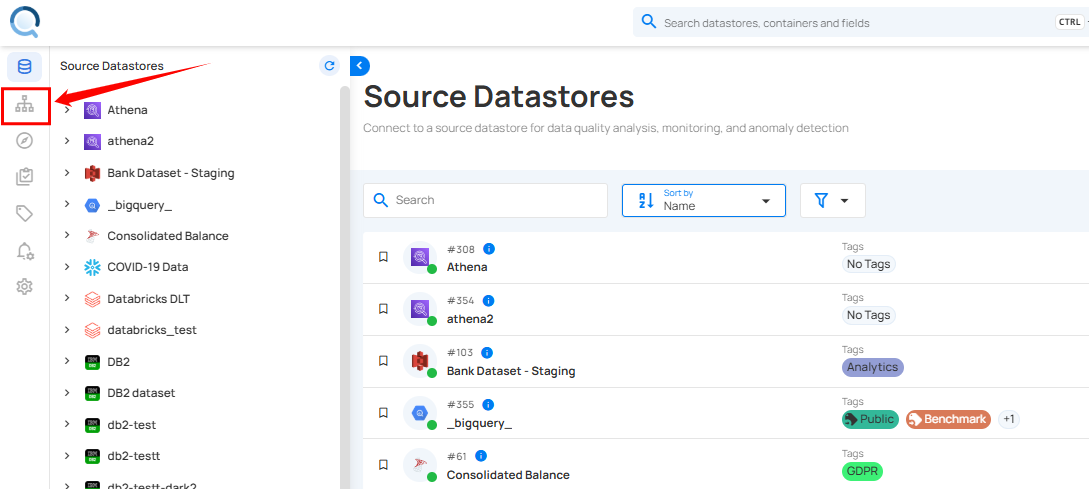 Search datastores, containers and fields
CTRL
Source Datastores
Athena
athena2
Bank Dataset - Staging
_bigquery_
Consolidated Balance
COVID-19 Data
Databricks DLT
databricks_test
DB2
DB2 dataset
db2-test
db2-testt
db2-testt-dark2
Source Datastores
Connect to a source datastore for data quality analysis, monitoring, and anomaly detection
Search
Sort by
Name
#308
Athena
Tags
No Tags
#354
athena2
Tags
No Tags
#103
Bank Dataset - Staging
Tags
Analytics
#355
_bigquery_
Tags
Public Benchmark +1
#61
Consolidated Balance
Tags
GDPR